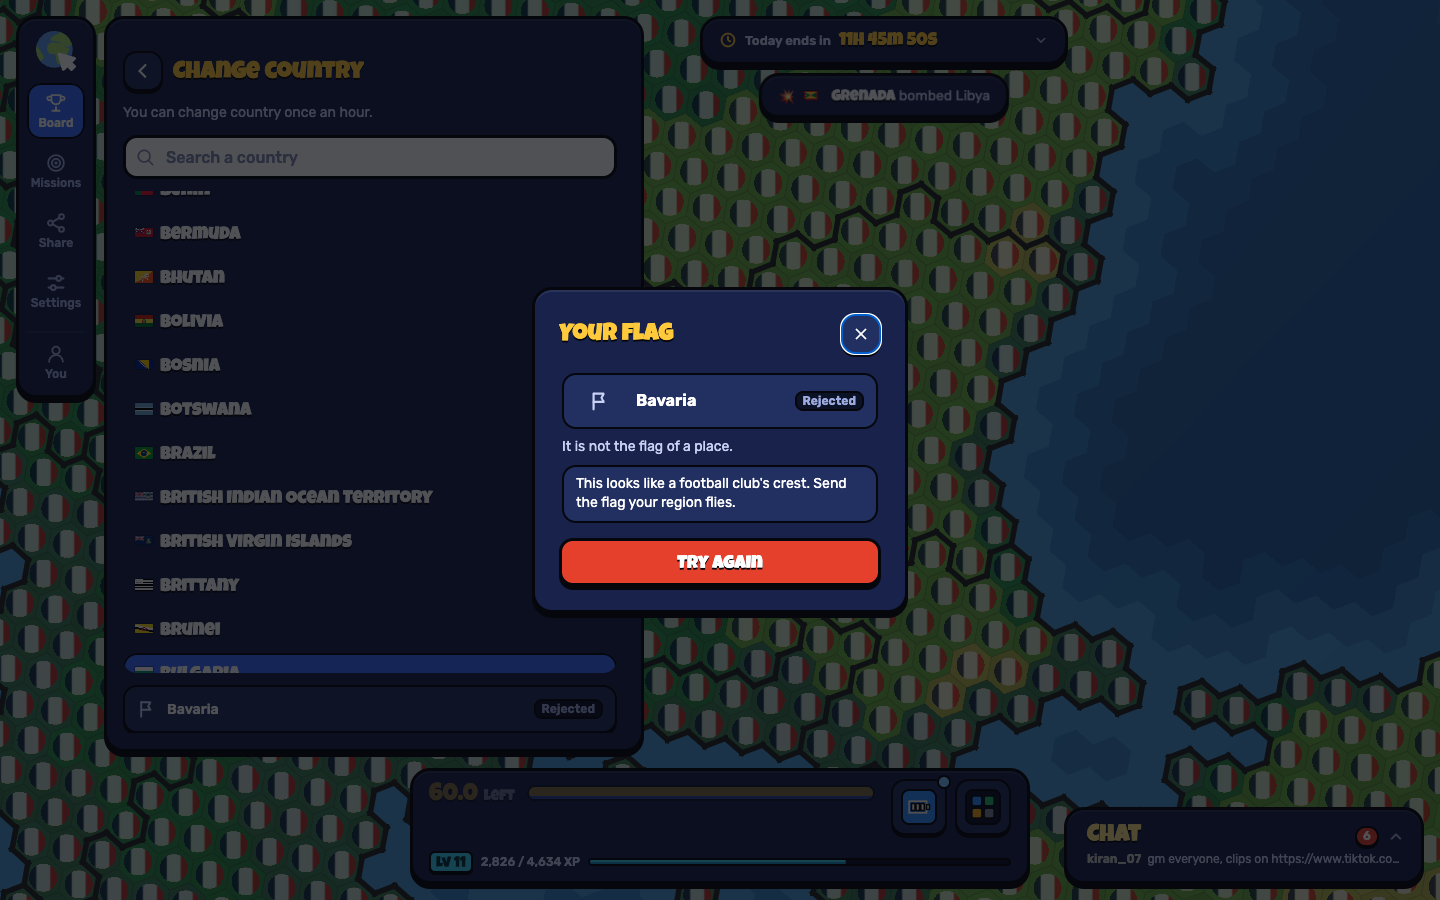 Board
Missions
Share
Settings
You
CHANGE COUNTRY
You can change country once an hour.
Search a country
BERMUDA
BHUTAN
BOLIVIA
BOSNIA
BOTSWANA
BRAZIL
BRITISH INDIAN OCEAN TERRITORY
BRITISH VIRGIN ISLANDS
BRITTANY
BRUNEI
BULGARIA
Bavaria
Rejected
Today ends in 11H 45M 50S
GRENADA bombed Libya
YOUR FLAG
Bavaria
Rejected
It is not the flag of a place.
This looks like a football club's crest. Send
the flag your region flies.
TRY AGAIN
60.0 LEFT
LV 11
2,826 / 4,634 XP
CHAT
6
kiran_07 gm everyone, clips on https://www.tiktok.co...